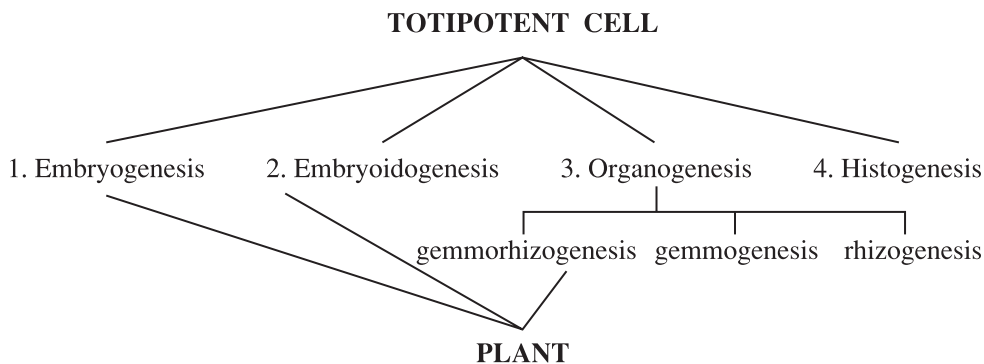 TOTIPOTENT CELL
1. Embryogenesis 2. Embryoidogenesis 3. Organogenesis 4. Histogenesis
gemmorhizogenesis gemmogenesis rhizogenesis
PLANT